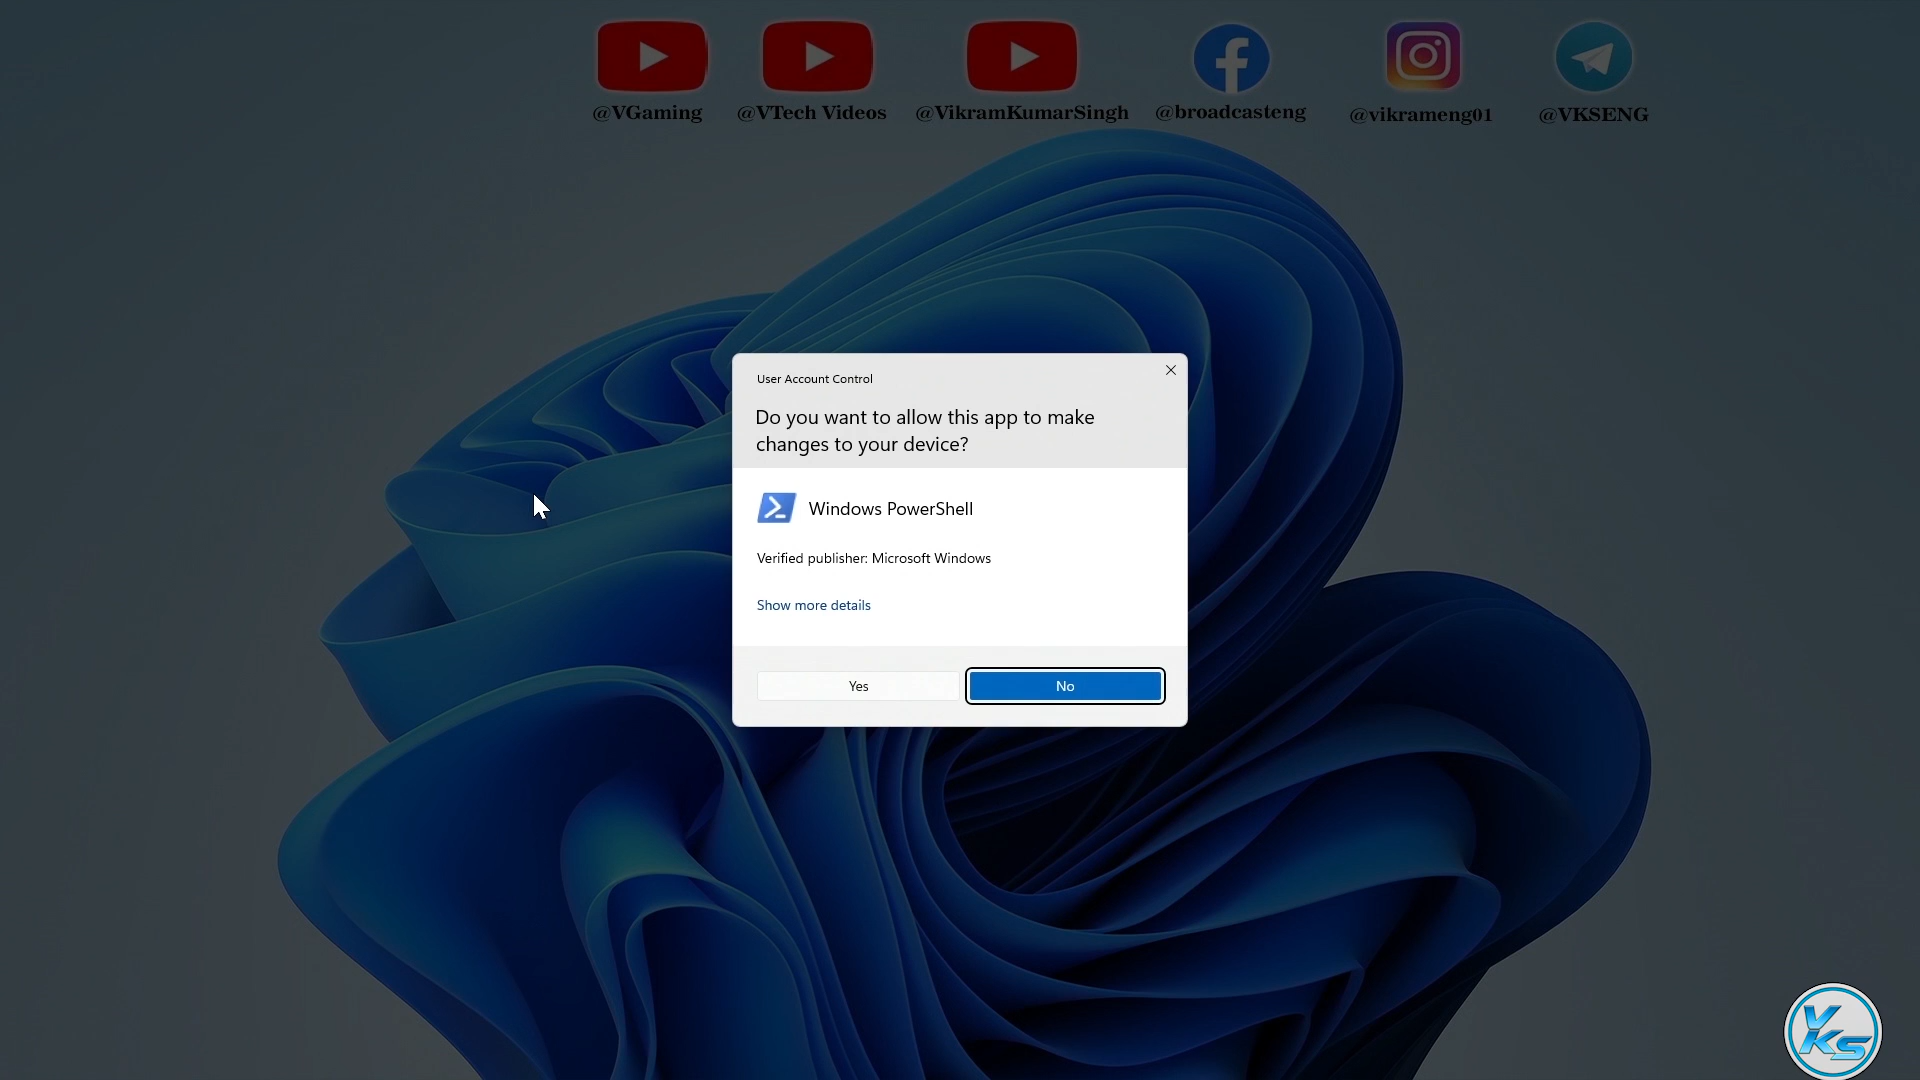 @VGaming
@VTech Videos
@VikramKumarSingh
@broadcasteng
@vikrameng01
@VKSENG
User Account Control
Do you want to allow this app to make
changes to your device?
Windows PowerShell
Verified publisher: Microsoft Windows
Show more details
Yes
No
VKS